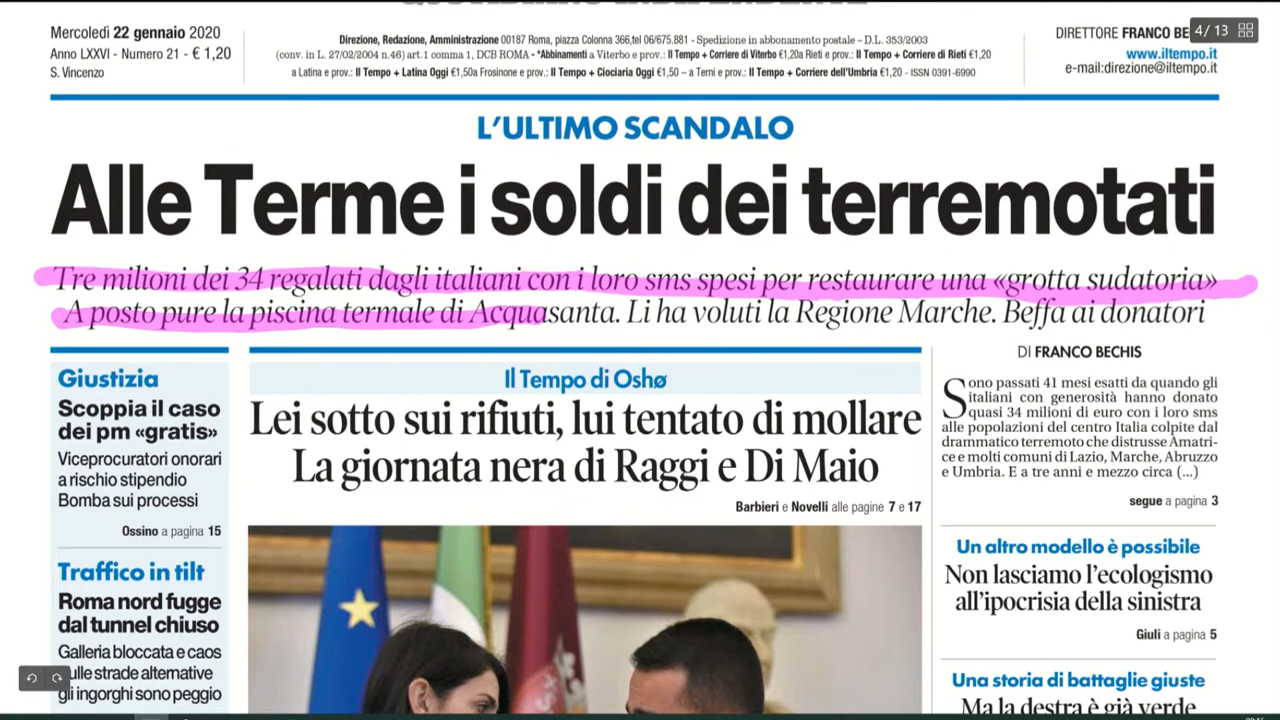 Mercoledì 22 gennaio 2020
Anno LXXVI - Numero 21 - € 1,20
S. Vincenzo
Direzione, Redazione, Amministrazione 00187 Roma, piazza Colonna 366,tel 06/675.881 - Spedizione in abbonamento postale – D.L. 353/2003
(conv. in L. 27/02/2004 n.46) art.1 comma 1, DCB ROMA - *Abbinamenti a Viterbo e prov.: Il Tempo + Corriere di Viterbo €1,20a Rieti e prov.: Il Tempo + Corriere di Rieti €1,20
a Latina e prov.: Il Tempo + Latina Oggi €1,50a Frosinone e prov.: Il Tempo + Ciociaria Oggi €1,50 – a Terni e prov.: Il Tempo + Corriere dell'Umbria €1,20 - ISSN 0391-6990
DIRETTORE FRANCO BE
4 / 13
www.iltempo.it
e-mail:direzione@iltempo.it
L'ULTIMO SCANDALO
Alle Terme i soldi dei terremotati
Tre milioni dei 34 regalati dagli italiani con i loro sms spesi per restaurare una «grotta sudatoria»
A posto pure la piscina termale di Acquasanta. Li ha voluti la Regione Marche. Beffa ai donatori
Giustizia
Scoppia il caso
dei pm «gratis»
Viceprocuratori onorari
a rischio stipendio
Bomba sui processi
Ossino a pagina 15
Traffico in tilt
Roma nord fugge
dal tunnel chiuso
Galleria bloccata e caos
ulle strade alternative
gli ingorghi sono peggio
Il Tempo di Oshø
Lei sotto sui rifiuti, lui tentato di mollare
La giornata nera di Raggi e Di Maio
Barbieri e Novelli alle pagine 7 e 17
DI FRANCO BECHIS
Sono passati 41 mesi esatti da quando gli
italiani con generosità hanno donato
quasi 34 milioni di euro con i loro sms
alle popolazioni del centro Italia colpite dal
drammatico terremoto che distrusse Amatri-
ce e molti comuni di Lazio, Marche, Abruzzo
e Umbria. E a tre anni e mezzo circa (...)
segue a pagina 3
Un altro modello è possibile
Non lasciamo l'ecologismo
all'ipocrisia della sinistra
Giuli a pagina 5
Una storia di battaglie giuste
Ma la destra è già verde